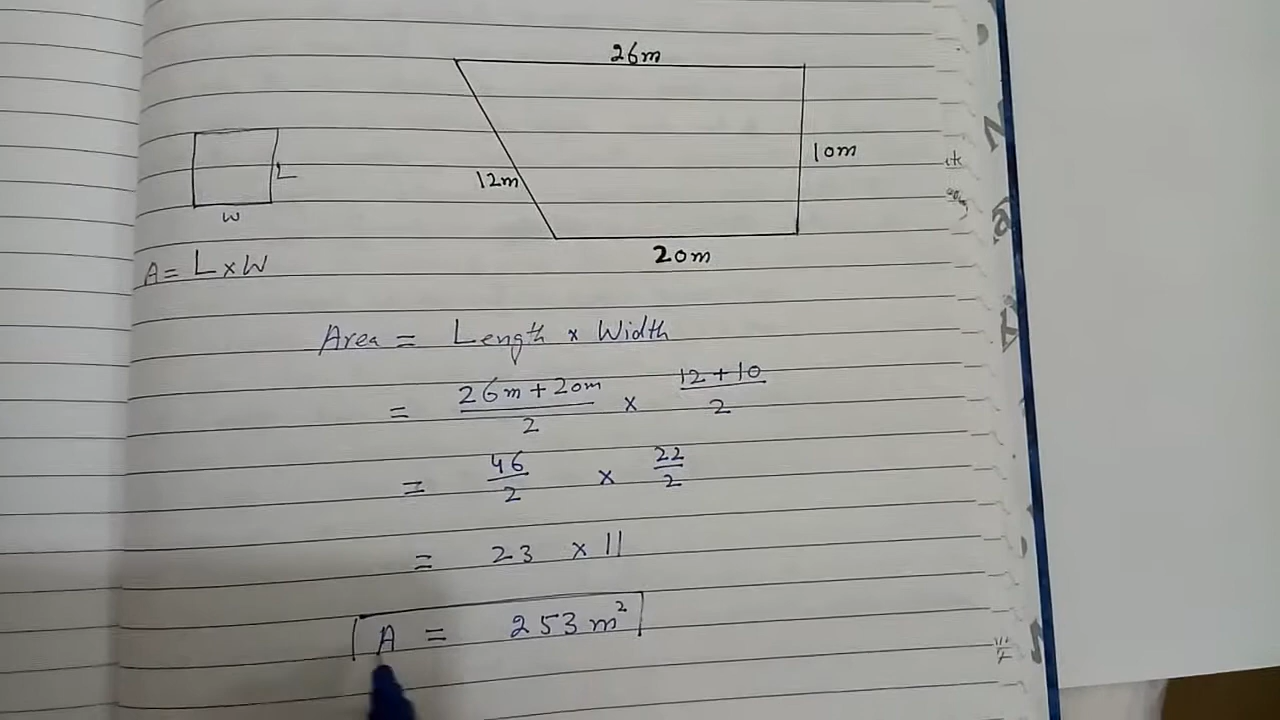 26m
10m
12m
L
W
20m
A = L x W
Area = Length x Width
= 26m + 20m / 2 x 12 + 10 / 2
= 46 / 2 x 22 / 2
= 23 x 11
A = 253 m²